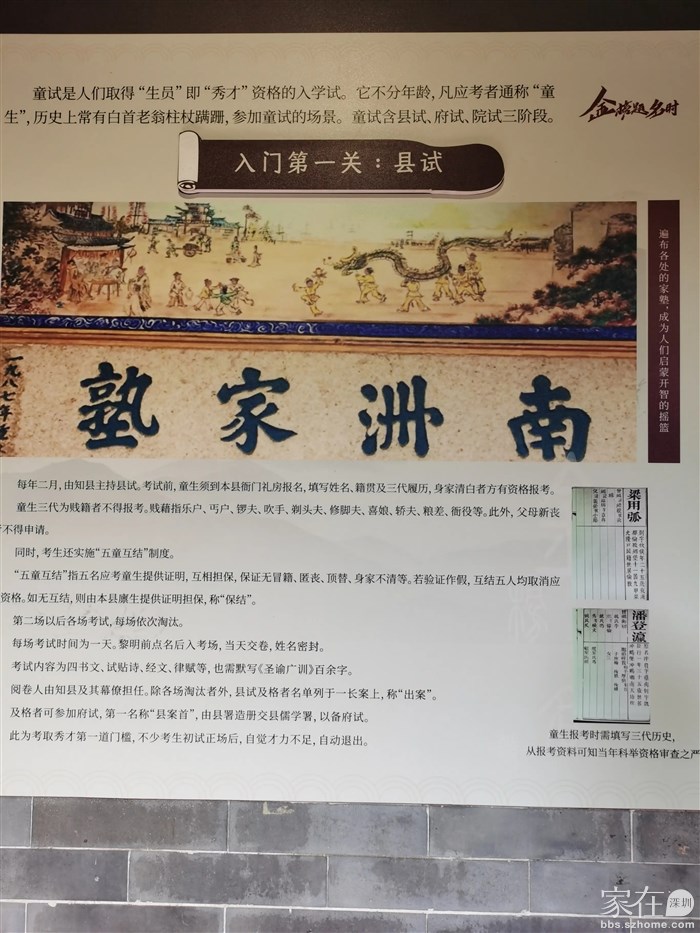 童试是人们取得“生员”即“秀才”资格的入学试。它不分年龄,凡应考者通称“童
生”,历史上常有白首老翁柱杖蹒跚,参加童试的场景。童试含县试、府试、院试三阶段。
金榜题名时
入门第一关：县试
遍布各处的家塾,成为人们启蒙开智的摇篮
一九八七年
塾家洲南
每年二月,由知县主持县试。考试前,童生须到本县衙门礼房报名,填写姓名、籍贯及三代履历,身家清白者方有资格报考。
童生三代为贱籍者不得报考。贱籍指乐户、丐户、锣夫、吹手、剃头夫、修脚夫、喜娘、轿夫、粮差、衙役等。此外,父母新丧
不得申请。
同时,考生还实施“五童互结”制度。
“五童互结”指五名应考童生提供证明,互相担保,保证无冒籍、匿丧、顶替、身家不清等。若验证作假,互结五人均取消应
资格。如无互结,则由本县廪生提供证明担保,称“保结”。
第二场以后各场考试,每场依次淘汰。
每场考试时间为一天。黎明前点名后入考场,当天交卷,姓名密封。
考试内容为四书文、试贴诗、经文、律赋等,也需默写《圣谕广训》百余字。
阅卷人由知县及其幕僚担任。除各场淘汰者外,县试及格者名单列于一长案上,称“出案”。
及格者可参加府试,第一名称“县案首”,由县署造册交县儒学署,以备府试。
此为考取秀才第一道门槛,不少考生初试正场后,自觉才力不足,自动退出。
梁用弧
潘登瀛
童生报考时需填写三代历史,
从报考资料可知当年科举资格审查之严
家在深圳
bbs.szhome.com